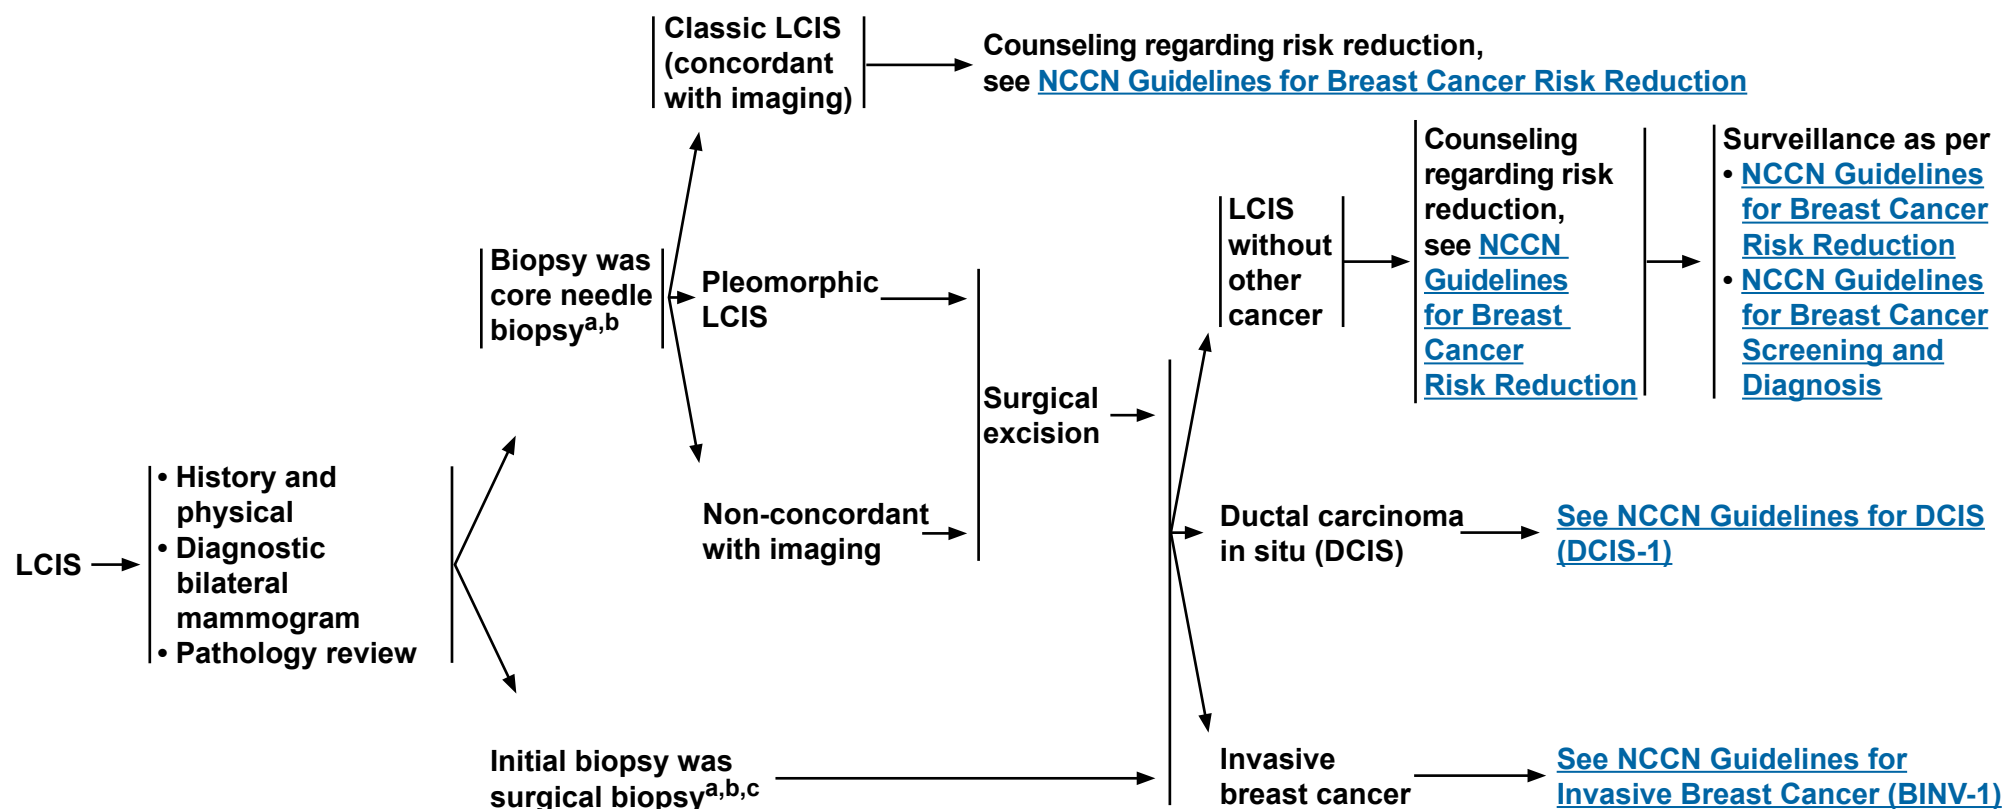 Classic LCIS
(concordant
with imaging)
Counseling regarding risk reduction,
see NCCN Guidelines for Breast Cancer Risk Reduction
Biopsy was
core needle
biopsya,b
Pleomorphic
LCIS
Non-concordant
with imaging
Surgical
excision
LCIS
without
other
cancer
Counseling
regarding risk
reduction,
see NCCN
Guidelines
for Breast
Cancer
Risk Reduction
Surveillance as per
• NCCN Guidelines
for Breast Cancer
Risk Reduction
• NCCN Guidelines
for Breast Cancer
Screening and
Diagnosis
LCIS
• History and
physical
• Diagnostic
bilateral
mammogram
• Pathology review
Ductal carcinoma
in situ (DCIS)
See NCCN Guidelines for DCIS
(DCIS-1)
Initial biopsy was
surgical biopsya,b,c
Invasive
breast cancer
See NCCN Guidelines for
Invasive Breast Cancer (BINV-1)